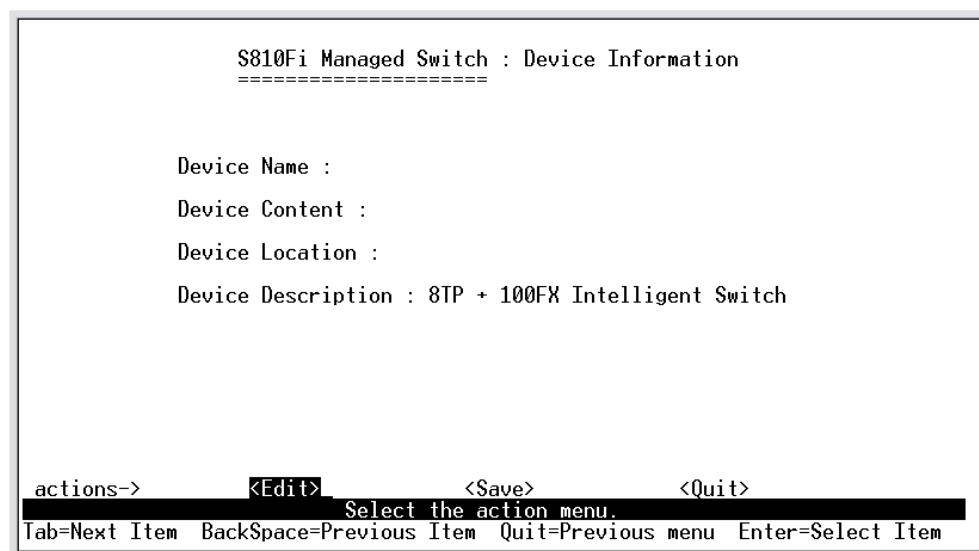 S810Fi Managed Switch : Device Information
=====================
Device Name :
Device Content :
Device Location :
Device Description : 8TP + 100FX Intelligent Switch
actions-> <Edit> <Save> <Quit>
Select the action menu.
Tab=Next Item BackSpace=Previous Item Quit=Previous menu Enter=Select Item